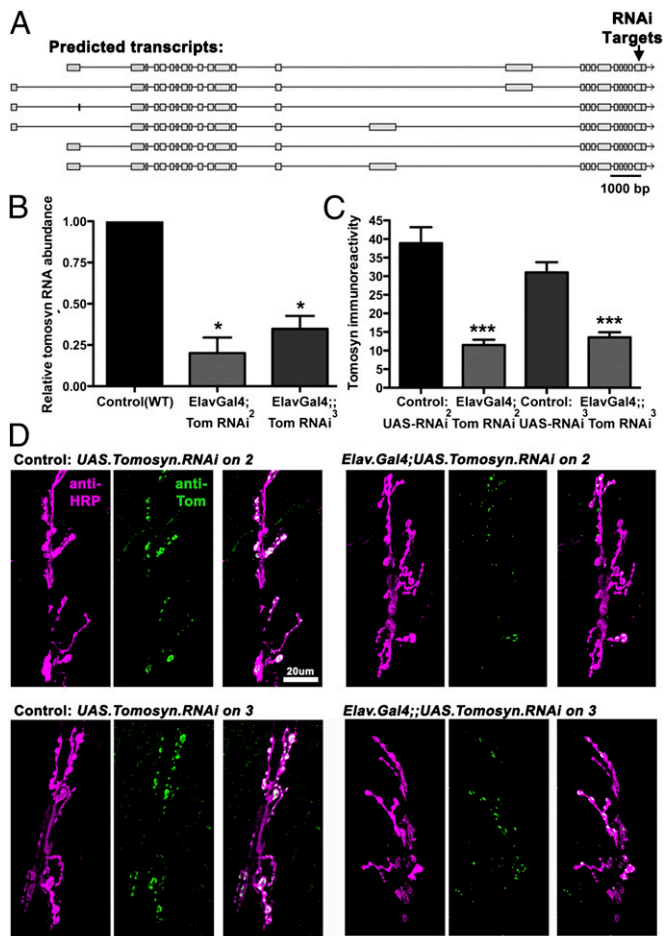 A
Predicted transcripts:
RNAi
Targets
1000 bp
B
Relative tomosyn RNA abundance
1.00
0.75
0.50
0.25
0.00
*
*
Control(WT)
ElavGal4;
Tom RNAi2
ElavGal4;;
Tom RNAi3
C
Tomosyn immunoreactivity
45
40
35
30
25
20
15
10
5
0
***
***
Control:
UAS-RNAi2
ElavGal4;
Tom RNAi2
Control:
UAS-RNAi3
ElavGal4;;
Tom RNAi3
D
Control: UAS.Tomosyn.RNAi on 2
anti-
HRP
anti-
Tom
20um
Elav.Gal4;UAS.Tomosyn.RNAi on 2
Control: UAS.Tomosyn.RNAi on 3
Elav.Gal4;;UAS.Tomosyn.RNAi on 3